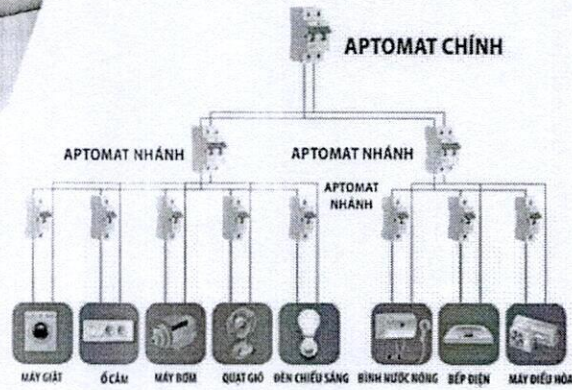 APTOMAT CHÍNH
APTOMAT NHÁNH
APTOMAT NHÁNH
APTOMAT
NHÁNH
MÁY GIẶT
Ổ CẮM
MÁY BƠM
QUẠT GIÓ
ĐÈN CHIẾU SÁNG
BÌNH NƯỚC NÓNG
BẾP ĐIỆN
MÁY ĐIỀU HÒA